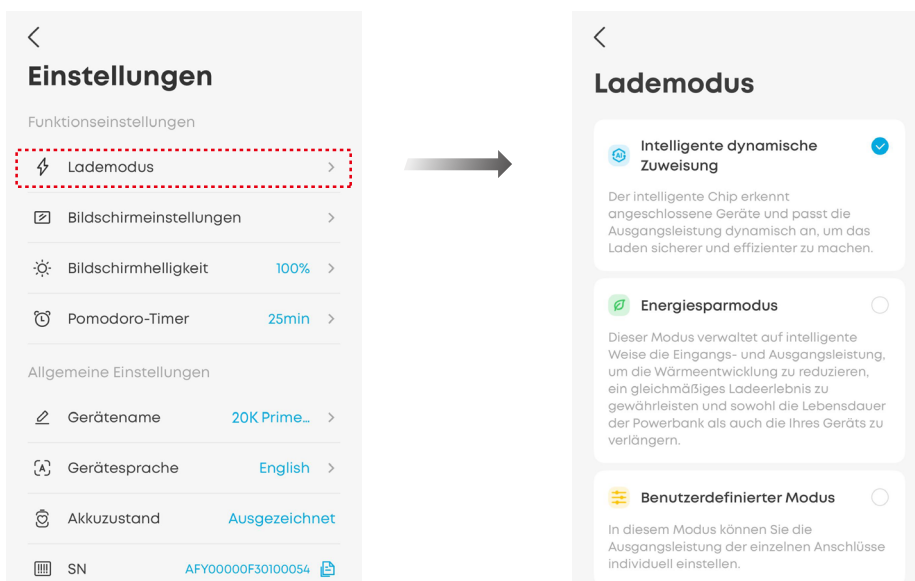 Einstellungen
Funktionseinstellungen
Lademodus
Bildschirmeinstellungen
Bildschirmhelligkeit 100%
Pomodoro-Timer 25min
Allgemeine Einstellungen
Gerätename 20K Prime...
Gerätesprache English
Akkuzustand Ausgezeichnet
SN AFY00000F30100054
Lademodus
AI
Intelligente dynamische
Zuweisung
Der intelligente Chip erkennt
angeschlossene Geräte und passt die
Ausgangsleistung dynamisch an, um das
Laden sicherer und effizienter zu machen.
Energiesparmodus
Dieser Modus verwaltet auf intelligente
Weise die Eingangs- und Ausgangsleistung,
um die Wärmeentwicklung zu reduzieren,
ein gleichmäßiges Ladeerlebnis zu
gewährleisten und sowohl die Lebensdauer
der Powerbank als auch die Ihres Geräts zu
verlängern.
Benutzerdefinierter Modus
In diesem Modus können Sie die
Ausgangsleistung der einzelnen Anschlüsse
individuell einstellen.